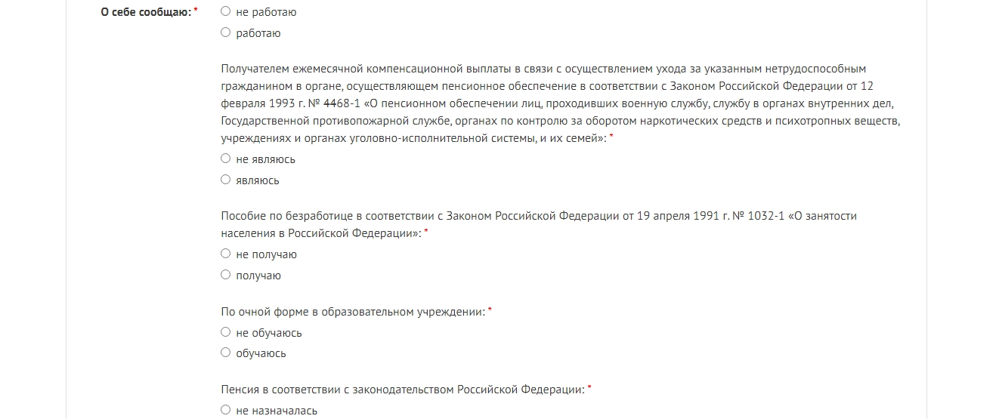 О себе сообщаю: *
не работаю
работаю
Получателем ежемесячной компенсационной выплаты в связи с осуществлением ухода за указанным нетрудоспособным
гражданином в органе, осуществляющем пенсионное обеспечение в соответствии с Законом Российской Федерации от 12
февраля 1993 г. № 4468-1 «О пенсионном обеспечении лиц, проходивших военную службу, службу в органах внутренних дел,
Государственной противопожарной службе, органах по контролю за оборотом наркотических средств и психотропных веществ,
учреждениях и органах уголовно-исполнительной системы, и их семей»: *
не являюсь
являюсь
Пособие по безработице в соответствии с Законом Российской Федерации от 19 апреля 1991 г. № 1032-1 «О занятости
населения в Российской Федерации»: *
не получаю
получаю
По очной форме в образовательном учреждении: *
не обучаюсь
обучаюсь
Пенсия в соответствии с законодательством Российской Федерации: *
не назначалась